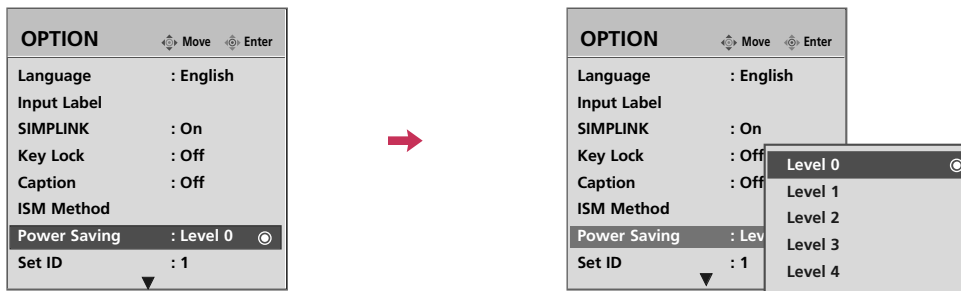 OPTION Move Enter
Language : English
Input Label
SIMPLINK : On
Key Lock : Off
Caption : Off
ISM Method
Power Saving : Level 0
Set ID : 1
OPTION Move Enter
Language : English
Input Label
SIMPLINK : On
Key Lock : Off
Caption : Off
ISM Method
Power Saving : Lev
Set ID : 1
Level 0
Level 1
Level 2
Level 3
Level 4